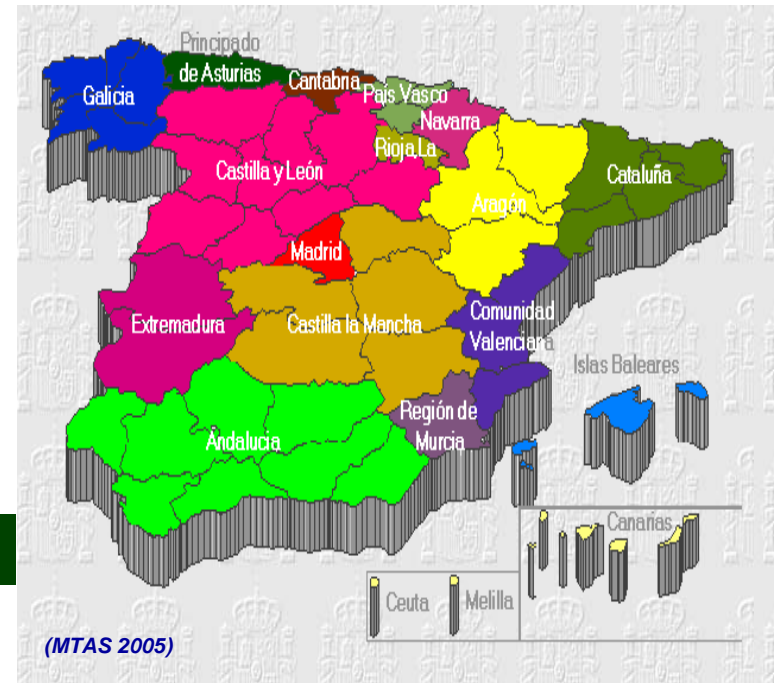 Principado
de Asturias
Cantabria
País Vasco
Galicia
Navarra
Rioja,La
Castilla y León
Cataluña
Aragón
Madrid
Extremadura
Castilla la Mancha
Comunidad
Valenciana
Islas Baleares
Andalucia
Región de
Murcia
Canarias
Ceuta
Melilla
(MTAS 2005)